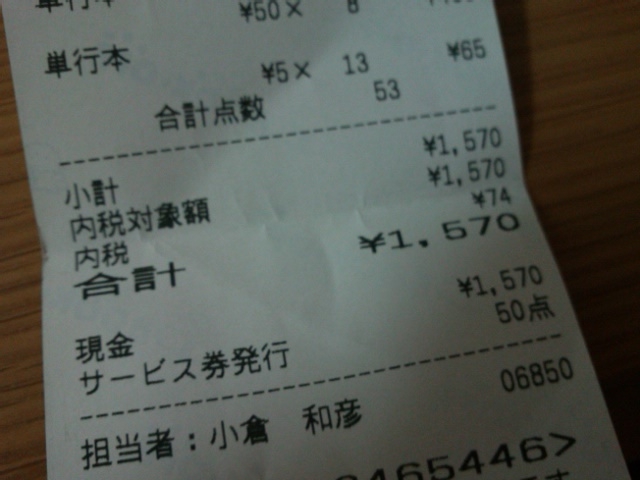 単行本
¥50× 8
単行本
¥5× 13 ¥65
合計点数 53
小計 ¥1,570
内税対象額 ¥1,570
内税 ¥74
合計 ¥1,570
現金 ¥1,570
サービス券発行 50点
06850
担当者：小倉 和彦
465446>